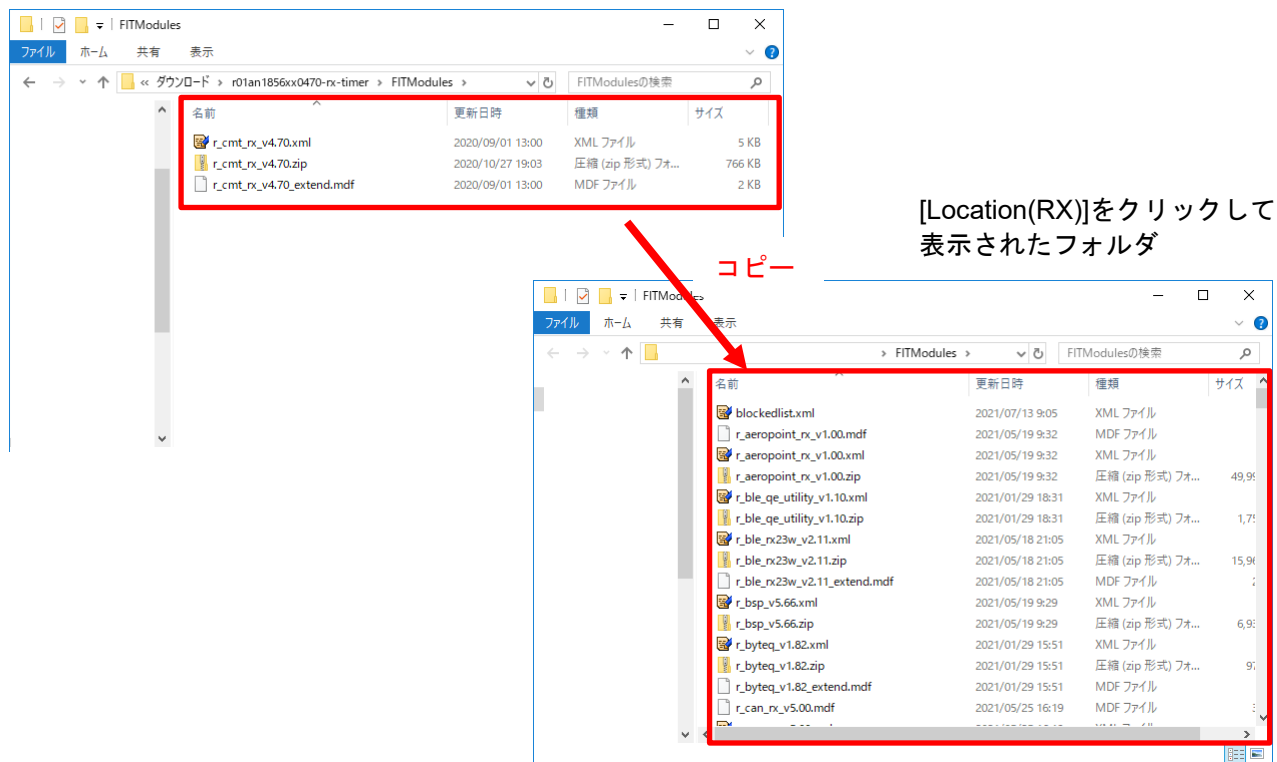 FITModules
ファイル ホーム 共有 表示
« ダウンロード › r01an1856xx0470-rx-timer › FITModules › FITModulesの検索
名前 更新日時 種類 サイズ
r_cmt_rx_v4.70.xml 2020/09/01 13:00 XML ファイル 5 KB
r_cmt_rx_v4.70.zip 2020/10/27 19:03 圧縮 (zip 形式) フォ... 766 KB
r_cmt_rx_v4.70_extend.mdf 2020/09/01 13:00 MDF ファイル 2 KB
[Location(RX)]をクリックして
表示されたフォルダ
コピー
FITModules
ファイル ホーム 共有 表示
› FITModules › FITModulesの検索
名前 更新日時 種類 サイズ
blockedlist.xml 2021/07/13 9:05 XML ファイル
r_aeropoint_rx_v1.00.mdf 2021/05/19 9:32 MDF ファイル
r_aeropoint_rx_v1.00.xml 2021/05/19 9:32 XML ファイル
r_aeropoint_rx_v1.00.zip 2021/05/19 9:32 圧縮 (zip 形式) フォ... 49,99
r_ble_qe_utility_v1.10.xml 2021/01/29 18:31 XML ファイル
r_ble_qe_utility_v1.10.zip 2021/01/29 18:31 圧縮 (zip 形式) フォ... 1,75
r_ble_rx23w_v2.11.xml 2021/05/18 21:05 XML ファイル
r_ble_rx23w_v2.11.zip 2021/05/18 21:05 圧縮 (zip 形式) フォ... 15,96
r_ble_rx23w_v2.11_extend.mdf 2021/05/18 21:05 MDF ファイル
r_bsp_v5.66.xml 2021/05/19 9:29 XML ファイル
r_bsp_v5.66.zip 2021/05/19 9:29 圧縮 (zip 形式) フォ... 6,93
r_byteq_v1.82.xml 2021/01/29 15:51 XML ファイル
r_byteq_v1.82.zip 2021/01/29 15:51 圧縮 (zip 形式) フォ... 97
r_byteq_v1.82_extend.mdf 2021/01/29 15:51 MDF ファイル
r_can_rx_v5.00.mdf 2021/05/25 16:19 MDF ファイル